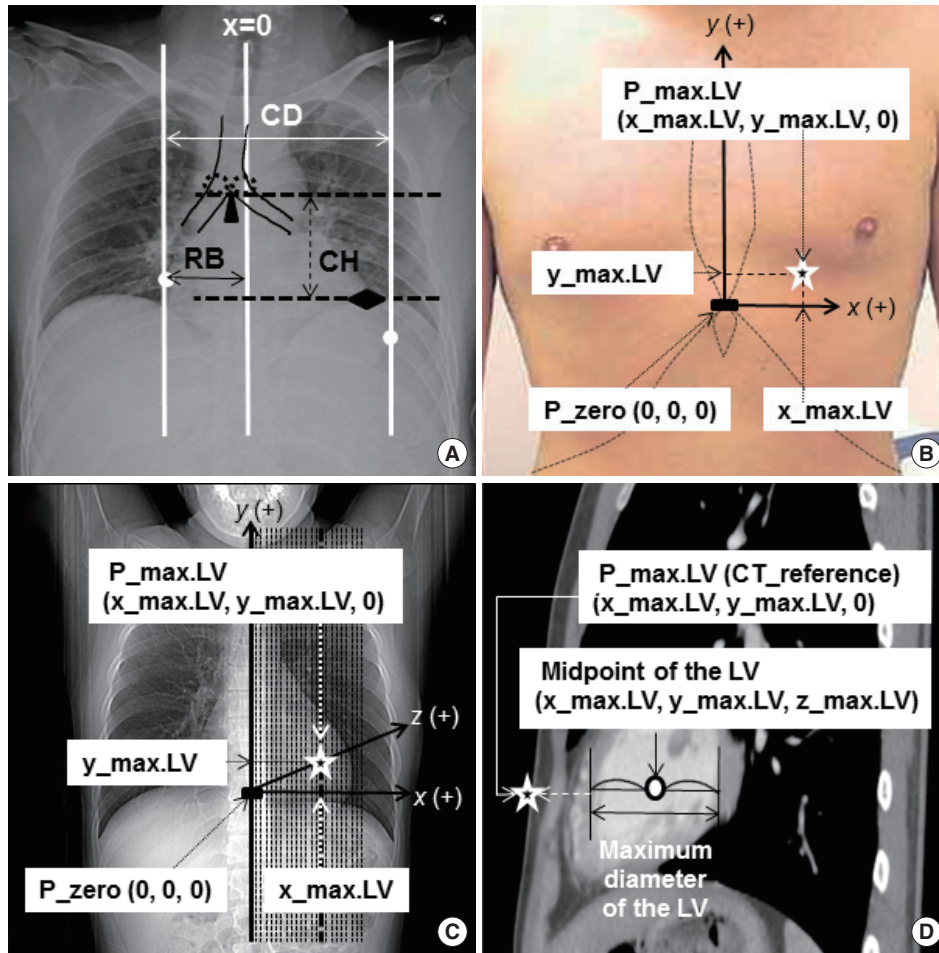 x=0
CD
RB
CH
A
y (+)
P_max.LV
(x_max.LV, y_max.LV, 0)
y_max.LV
x (+)
P_zero (0, 0, 0)
x_max.LV
B
y (+)
P_max.LV
(x_max.LV, y_max.LV, 0)
z (+)
y_max.LV
x (+)
P_zero (0, 0, 0)
x_max.LV
C
P_max.LV (CT_reference)
(x_max.LV, y_max.LV, 0)
Midpoint of the LV
(x_max.LV, y_max.LV, z_max.LV)
Maximum
diameter
of the LV
D